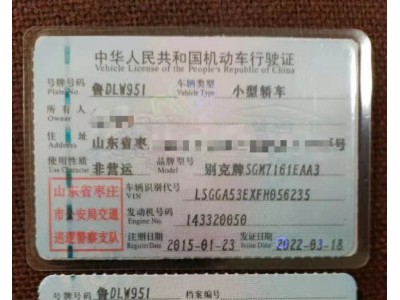 中华人民共和国机动车行驶证
Vehicle License of the People's Republic of China
号牌号码 鲁DLW951 车辆类型 小型轿车
Plate No. Vehicle Type
所有人
Owner
住址 山东省枣 号
Address
使用性质 非营运 品牌型号 别克牌SGM7161EAA3
Use Character Model
山东省枣庄
市公安局交通
巡逻警察支队
车辆识别代号 LSGGA53EXFH056235
VIN
发动机号码 143320050
Engine No.
注册日期 2015-01-23 发证日期 2022-03-18
Register Date Issue Date
号牌号码 鲁DLW951 档案编号